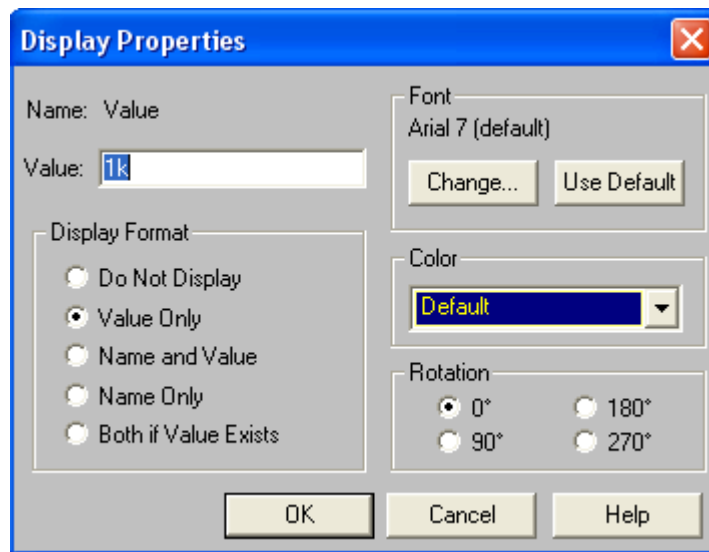 Display Properties
Name: Value
Value: 1k
Display Format
Do Not Display
Value Only
Name and Value
Name Only
Both if Value Exists
Font
Arial 7 (default)
Change... Use Default
Color
Default
Rotation
0° 180°
90° 270°
OK Cancel Help